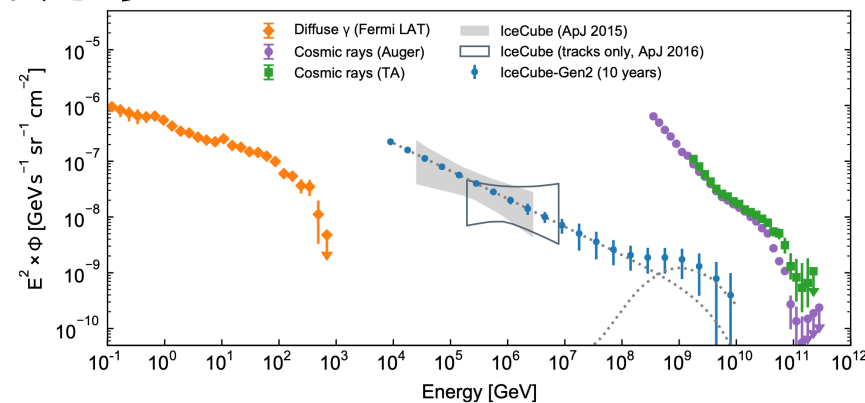 Diffuse γ (Fermi LAT)
Cosmic rays (Auger)
Cosmic rays (TA)
IceCube (ApJ 2015)
IceCube (tracks only, ApJ 2016)
IceCube-Gen2 (10 years)
E² × Φ [GeV s⁻¹ sr⁻¹ cm⁻²]
10⁻⁵
10⁻⁶
10⁻⁷
10⁻⁸
10⁻⁹
10⁻¹⁰
10⁻¹ 10⁰ 10¹ 10² 10³ 10⁴ 10⁵ 10⁶ 10⁷ 10⁸ 10⁹ 10¹⁰ 10¹¹ 10¹²
Energy [GeV]